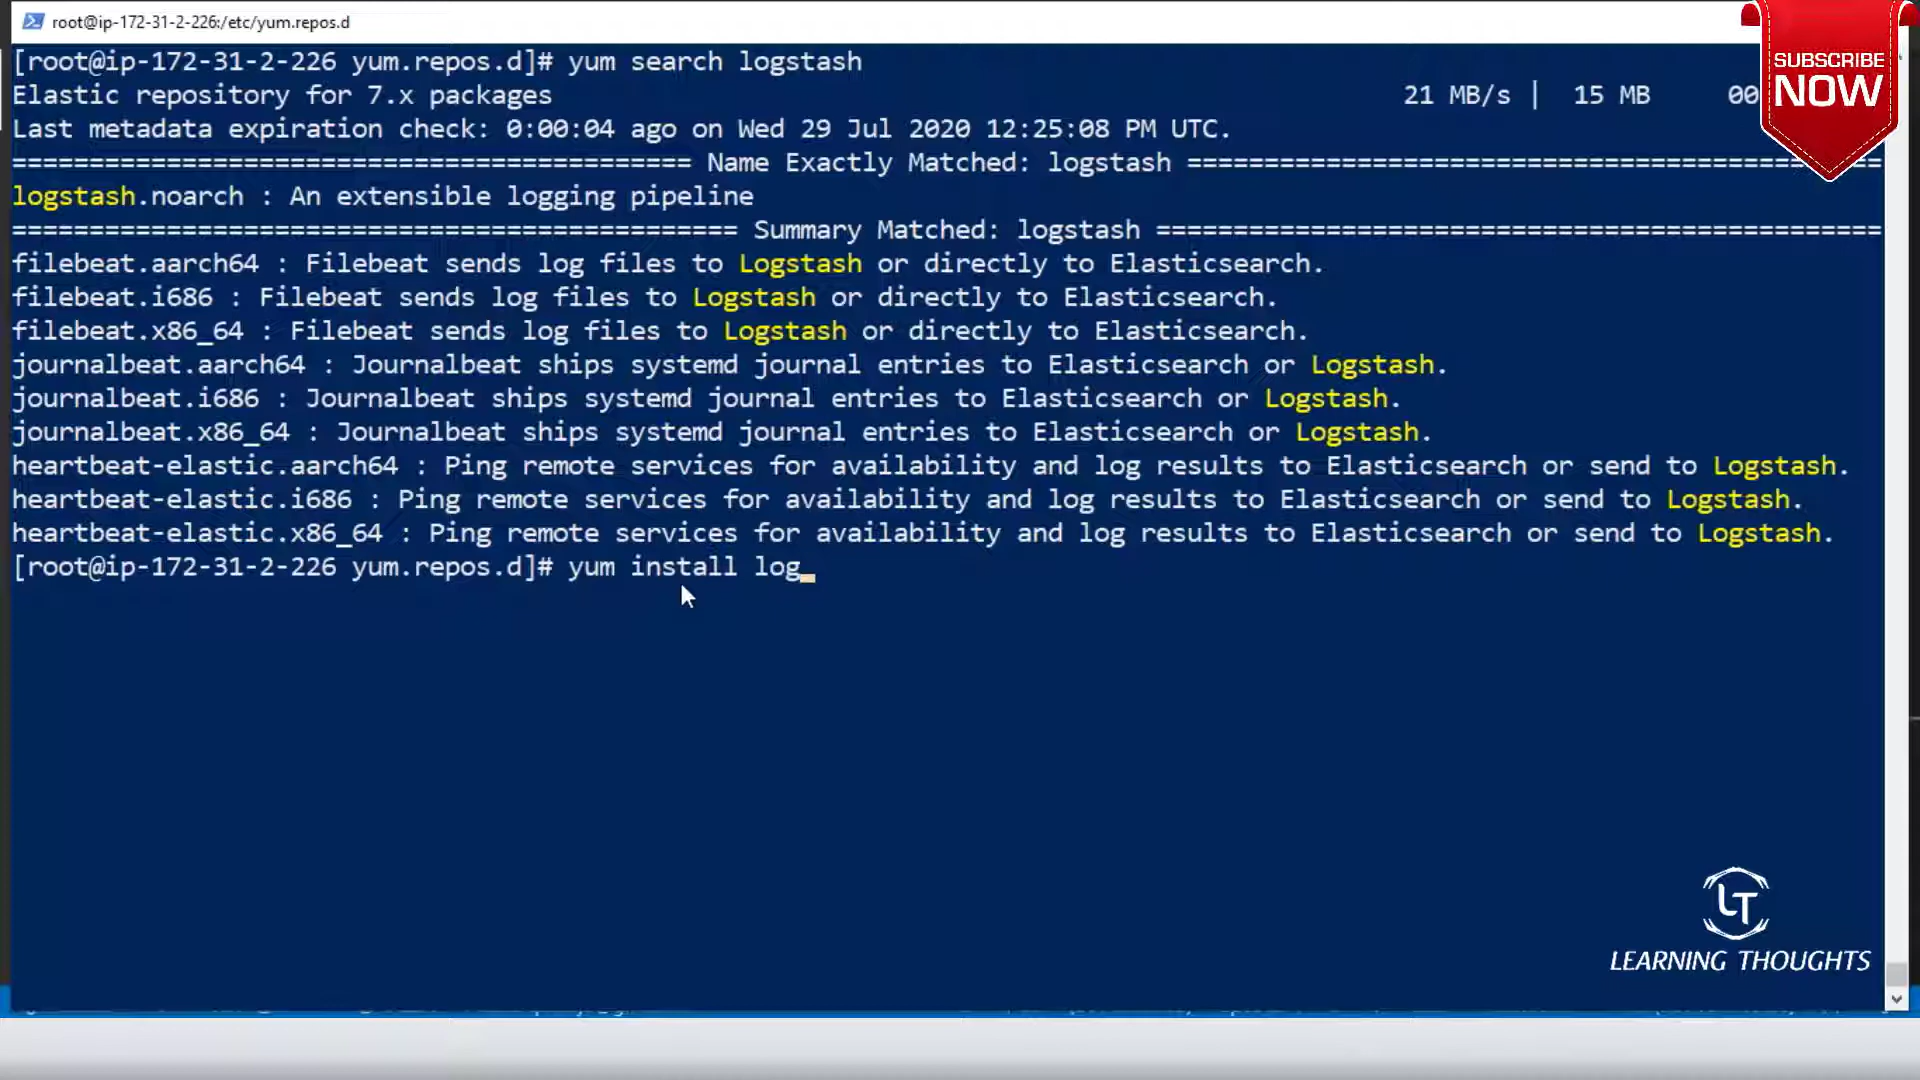 root@ip-172-31-2-226:/etc/yum.repos.d
[root@ip-172-31-2-226 yum.repos.d]# yum search logstash
Elastic repository for 7.x packages 21 MB/s | 15 MB 00
Last metadata expiration check: 0:00:04 ago on Wed 29 Jul 2020 12:25:08 PM UTC.
============================================ Name Exactly Matched: logstash =============================================
logstash.noarch : An extensible logging pipeline
=============================================== Summary Matched: logstash ===============================================
filebeat.aarch64 : Filebeat sends log files to Logstash or directly to Elasticsearch.
filebeat.i686 : Filebeat sends log files to Logstash or directly to Elasticsearch.
filebeat.x86_64 : Filebeat sends log files to Logstash or directly to Elasticsearch.
journalbeat.aarch64 : Journalbeat ships systemd journal entries to Elasticsearch or Logstash.
journalbeat.i686 : Journalbeat ships systemd journal entries to Elasticsearch or Logstash.
journalbeat.x86_64 : Journalbeat ships systemd journal entries to Elasticsearch or Logstash.
heartbeat-elastic.aarch64 : Ping remote services for availability and log results to Elasticsearch or send to Logstash.
heartbeat-elastic.i686 : Ping remote services for availability and log results to Elasticsearch or send to Logstash.
heartbeat-elastic.x86_64 : Ping remote services for availability and log results to Elasticsearch or send to Logstash.
[root@ip-172-31-2-226 yum.repos.d]# yum install log
SUBSCRIBE
NOW
LT
LEARNING THOUGHTS